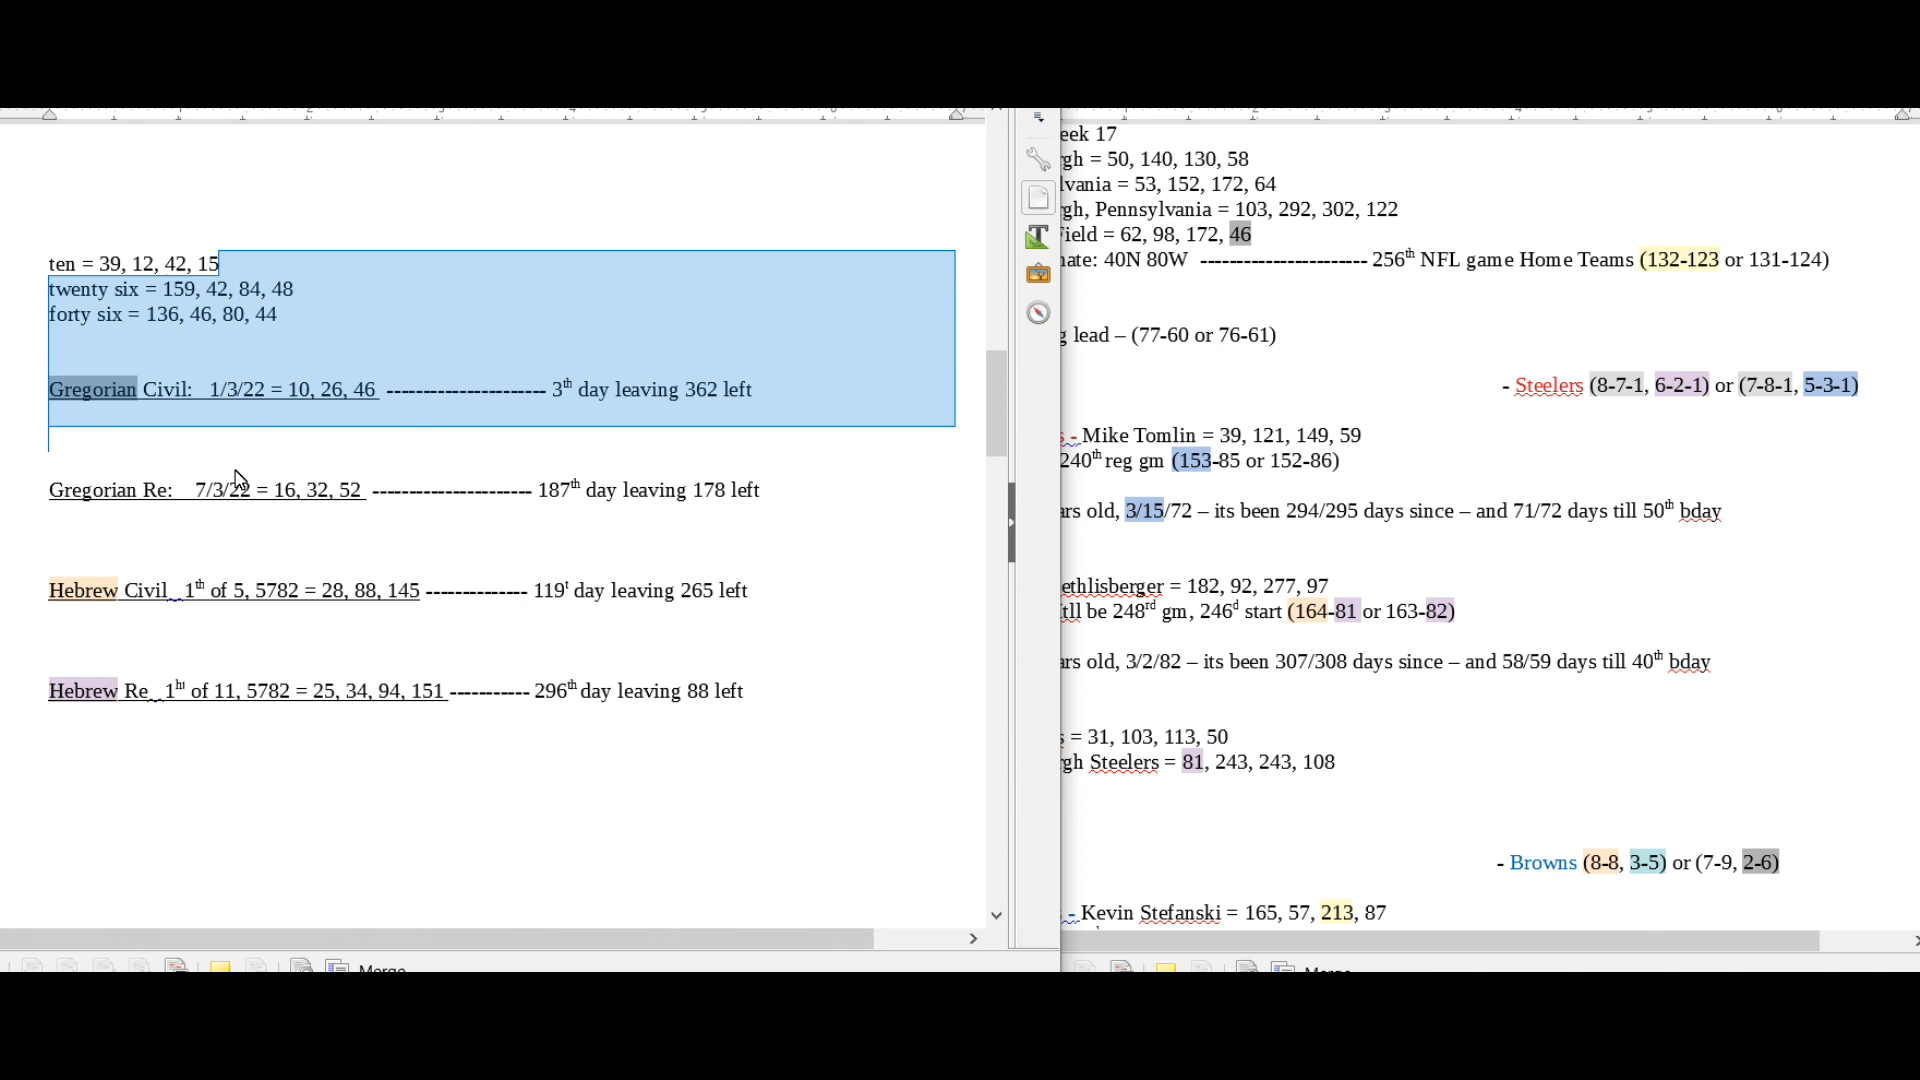 ten = 39, 12, 42, 15
twenty six = 159, 42, 84, 48
forty six = 136, 46, 80, 44
Gregorian Civil: 1/3/22 = 10, 26, 46 ---------------------- 3th day leaving 362 left
Gregorian Re: 7/3/22 = 16, 32, 52 ---------------------- 187th day leaving 178 left
Hebrew Civil 1th of 5, 5782 = 28, 88, 145 -------------- 119t day leaving 265 left
Hebrew Re 1ht of 11, 5782 = 25, 34, 94, 151 ----------- 296th day leaving 88 left
Merge
eek 17
gh = 50, 140, 130, 58
lvania = 53, 152, 172, 64
gh, Pennsylvania = 103, 292, 302, 122
Field = 62, 98, 172, 46
nate: 40N 80W ----------------------- 256th NFL game Home Teams (132-123 or 131-124)
g lead – (77-60 or 76-61)
- Steelers (8-7-1, 6-2-1) or (7-8-1, 5-3-1)
s - Mike Tomlin = 39, 121, 149, 59
240th reg gm (153-85 or 152-86)
ars old, 3/15/72 – its been 294/295 days since – and 71/72 days till 50th bday
ethlisberger = 182, 92, 277, 97
tll be 248rd gm, 246d start (164-81 or 163-82)
ars old, 3/2/82 – its been 307/308 days since – and 58/59 days till 40th bday
s = 31, 103, 113, 50
gh Steelers = 81, 243, 243, 108
- Browns (8-8, 3-5) or (7-9, 2-6)
s - Kevin Stefanski = 165, 57, 213, 87